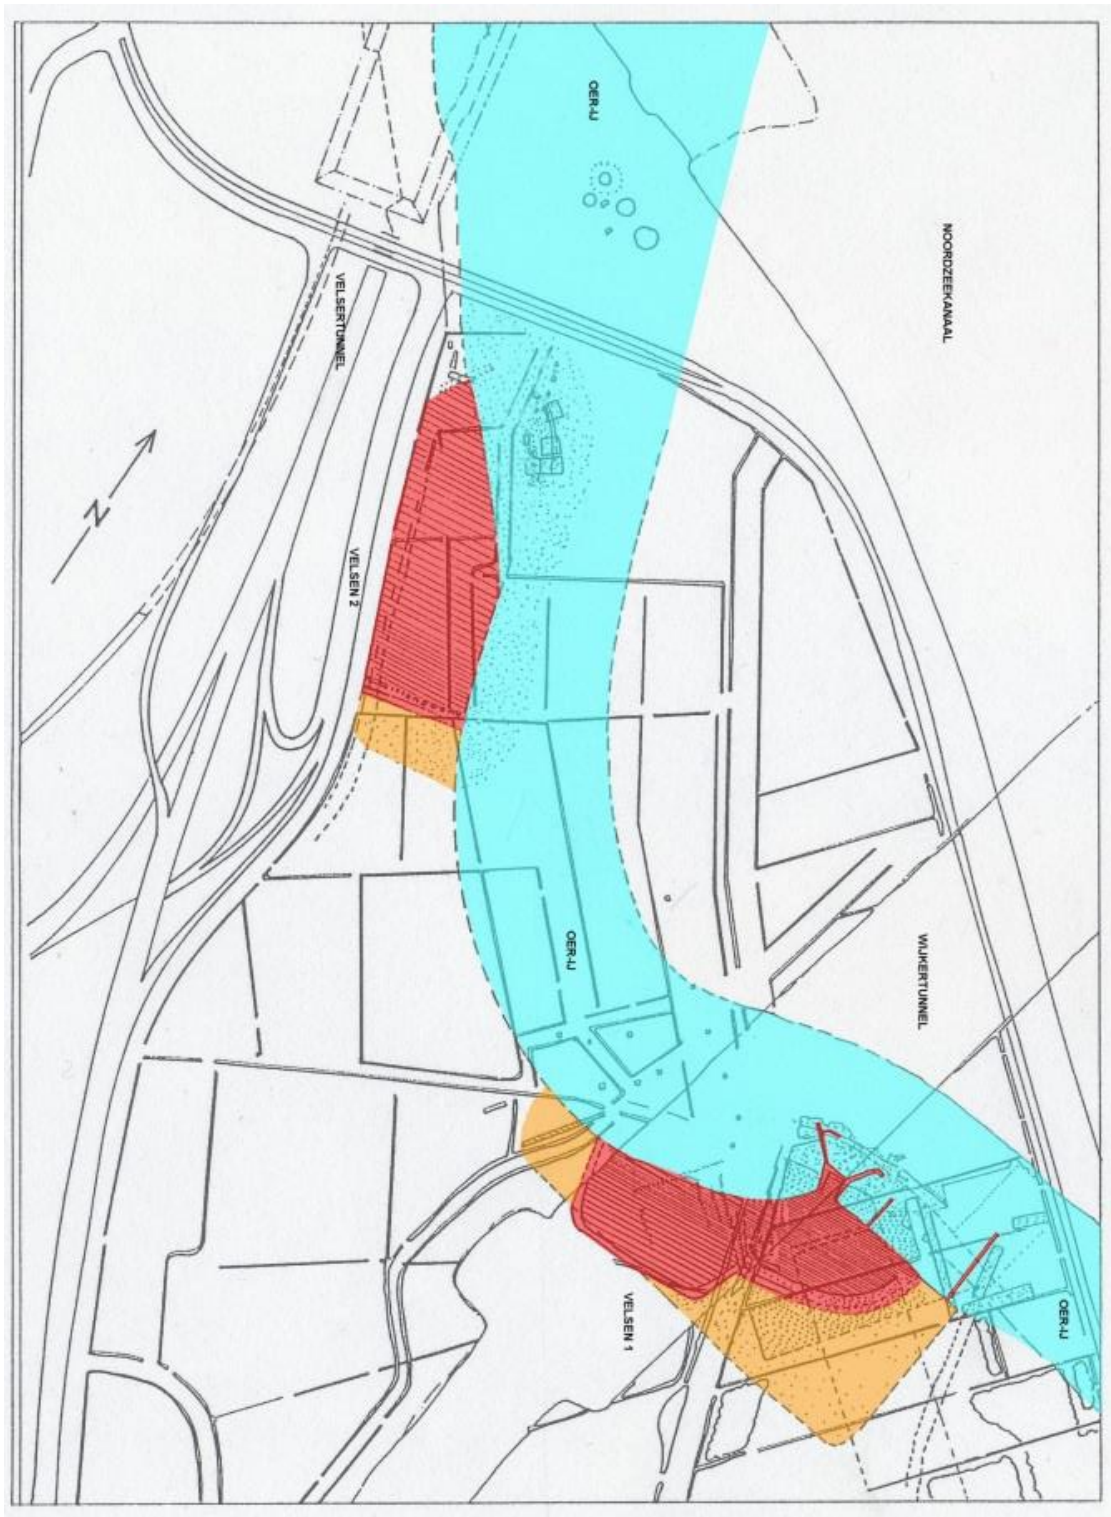 OER-IJ
NOORDZEEKANAAL
VELSERTUNNEL
N
VELSEN 2
OER-IJ
WIJKERTUNNEL
VELSEN 1
OER-IJ